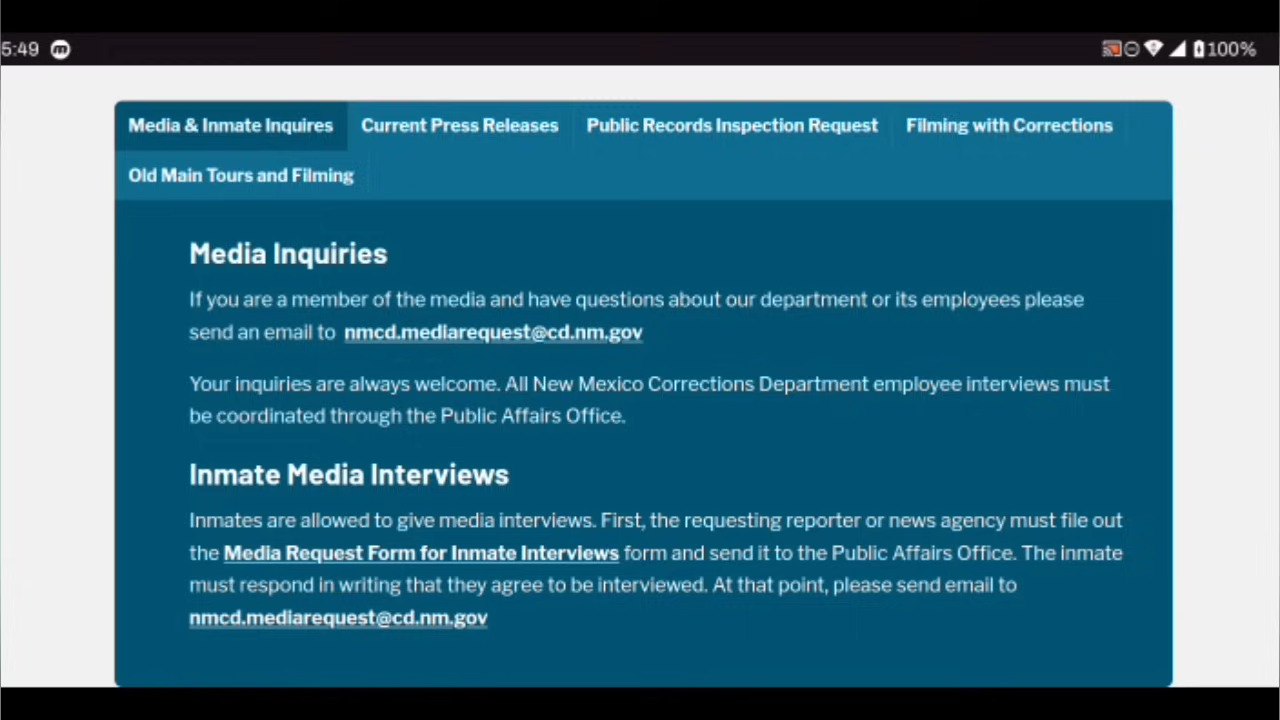 5:49
100%
Media & Inmate Inquires
Current Press Releases
Public Records Inspection Request
Filming with Corrections
Old Main Tours and Filming
Media Inquiries
If you are a member of the media and have questions about our department or its employees please
send an email to nmcd.mediarequest@cd.nm.gov
Your inquiries are always welcome. All New Mexico Corrections Department employee interviews must
be coordinated through the Public Affairs Office.
Inmate Media Interviews
Inmates are allowed to give media interviews. First, the requesting reporter or news agency must file out
the Media Request Form for Inmate Interviews form and send it to the Public Affairs Office. The inmate
must respond in writing that they agree to be interviewed. At that point, please send email to
nmcd.mediarequest@cd.nm.gov